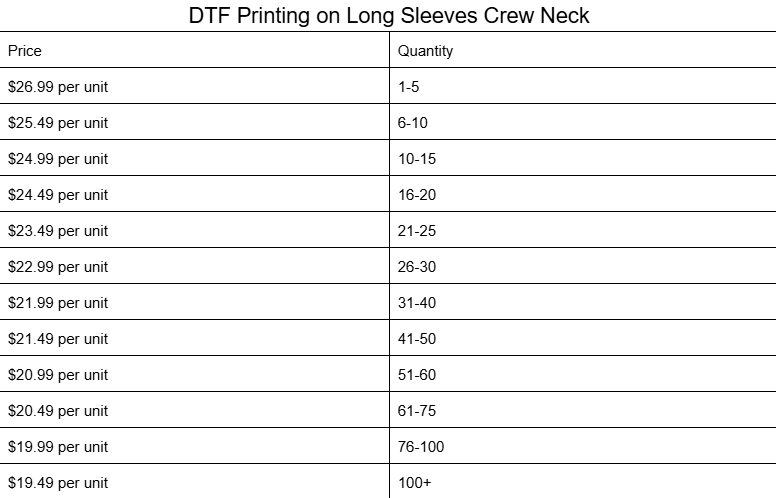 DTF Printing on Long Sleeves Crew Neck
Price Quantity
$26.99 per unit 1-5
$25.49 per unit 6-10
$24.99 per unit 10-15
$24.49 per unit 16-20
$23.49 per unit 21-25
$22.99 per unit 26-30
$21.99 per unit 31-40
$21.49 per unit 41-50
$20.99 per unit 51-60
$20.49 per unit 61-75
$19.99 per unit 76-100
$19.49 per unit 100+